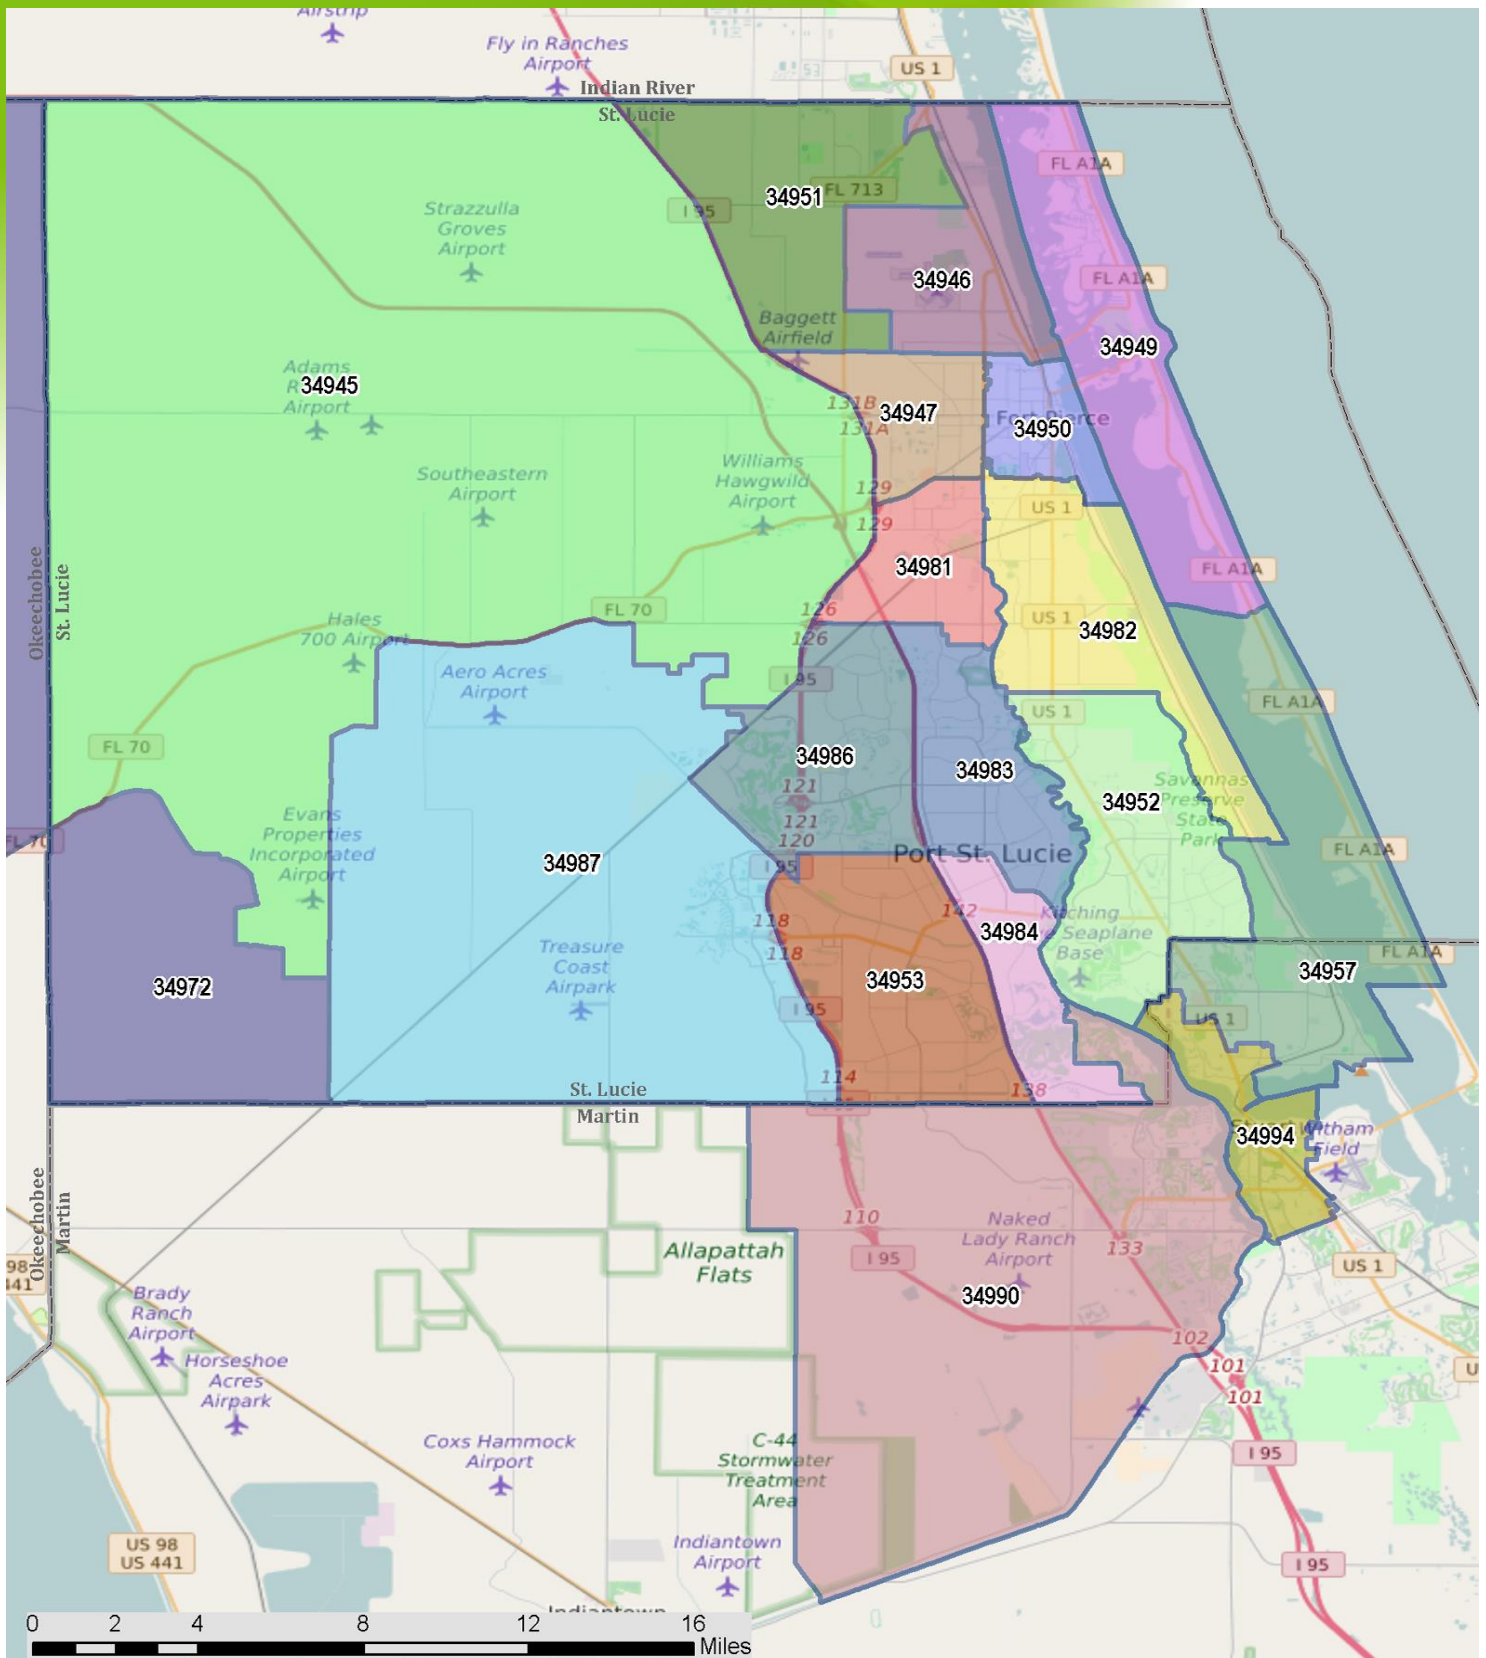 Airstrip
Fly in Ranches
Airport
US 1
Indian River
St. Lucie
FL A1A
34951
FL 713
I 95
Strazzulla
Groves
Airport
34946
FL A1A
Baggett
Airfield
34949
Adams
34945
Airport
131B
131A
34947
34950
Williams
Hawgwild
Airport
Southeastern
Airport
129
129
US 1
34981
FL A1A
Okeechobee
St. Lucie
FL 70
126
126
US 1
34982
Hales
700 Airport
Aero Acres
Airport
I 95
FL A1A
US 1
FL 70
34986
34983
121
121
120
34952
Savannas
Preserve
State
Park
Evans
Properties
Incorporated
Airport
FL 70
34987
Port St. Lucie
I 95
FL A1A
142
118
118
34984
Kitching
Seaplane
Base
FL A1A
34957
Treasure
Coast
Airpark
34953
34972
I 95
US 1
114
138
St. Lucie
Martin
34994
Witham
Field
Okeechobee
Martin
110
I 95
Naked
Lady Ranch
Airport
133
US 1
Allapattah
Flats
34990
98
441
Brady
Ranch
Airport
Horseshoe
Acres
Airpark
102
101
101
Coxs Hammock
Airport
C-44
Stormwater
Treatment
Area
I 95
US 98
US 441
Indiantown
Airport
I 95
Indiantown
0 2 4 8 12 16
Miles